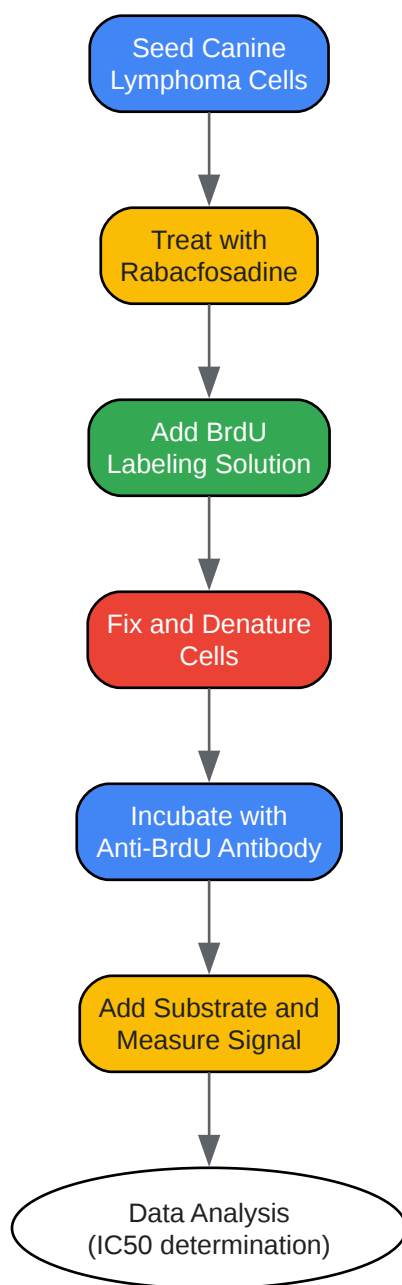 Seed Canine
Lymphoma Cells
Treat with
Rabacfosadine
Add BrdU
Labeling Solution
Fix and Denature
Cells
Incubate with
Anti-BrdU Antibody
Add Substrate and
Measure Signal
Data Analysis
(IC50 determination)